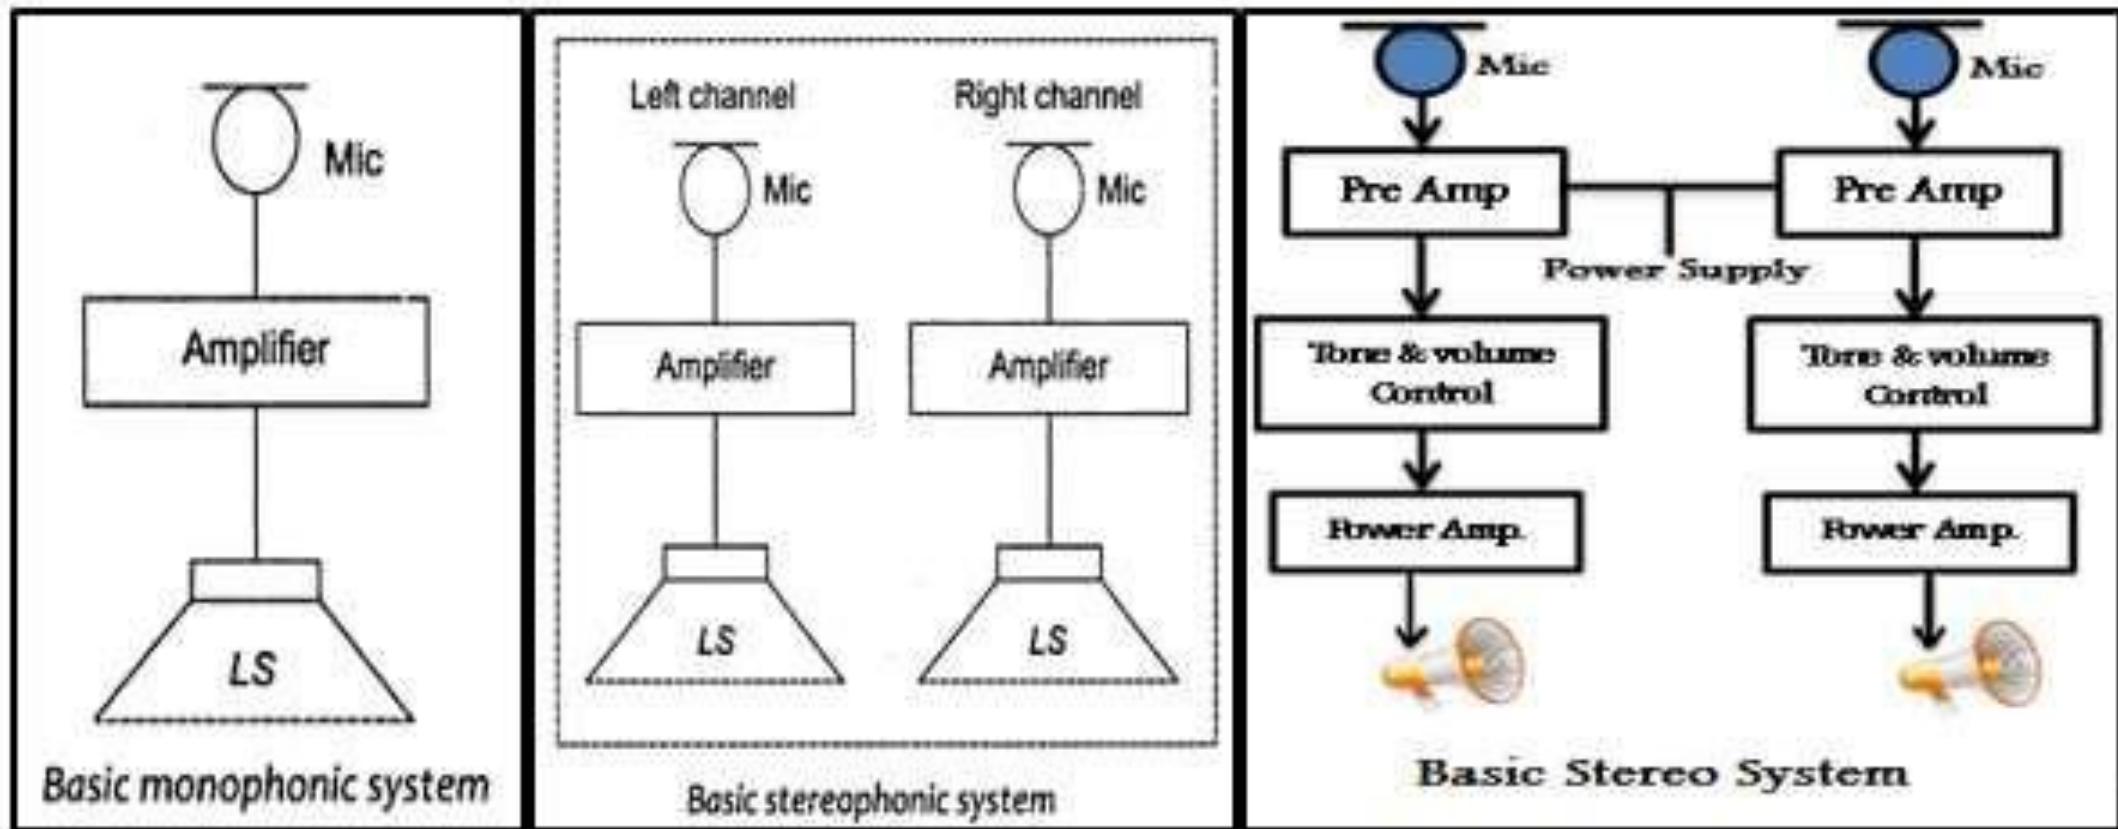 Mic
Amplifier
LS
Basic monophonic system
Left channel
Right channel
Mic
Mic
Amplifier
Amplifier
LS
LS
Basic stereophonic system
Mic
Mic
Pre Amp
Pre Amp
Power Supply
Tone & volume
Control
Tone & volume
Control
Power Amp.
Power Amp.
Basic Stereo System